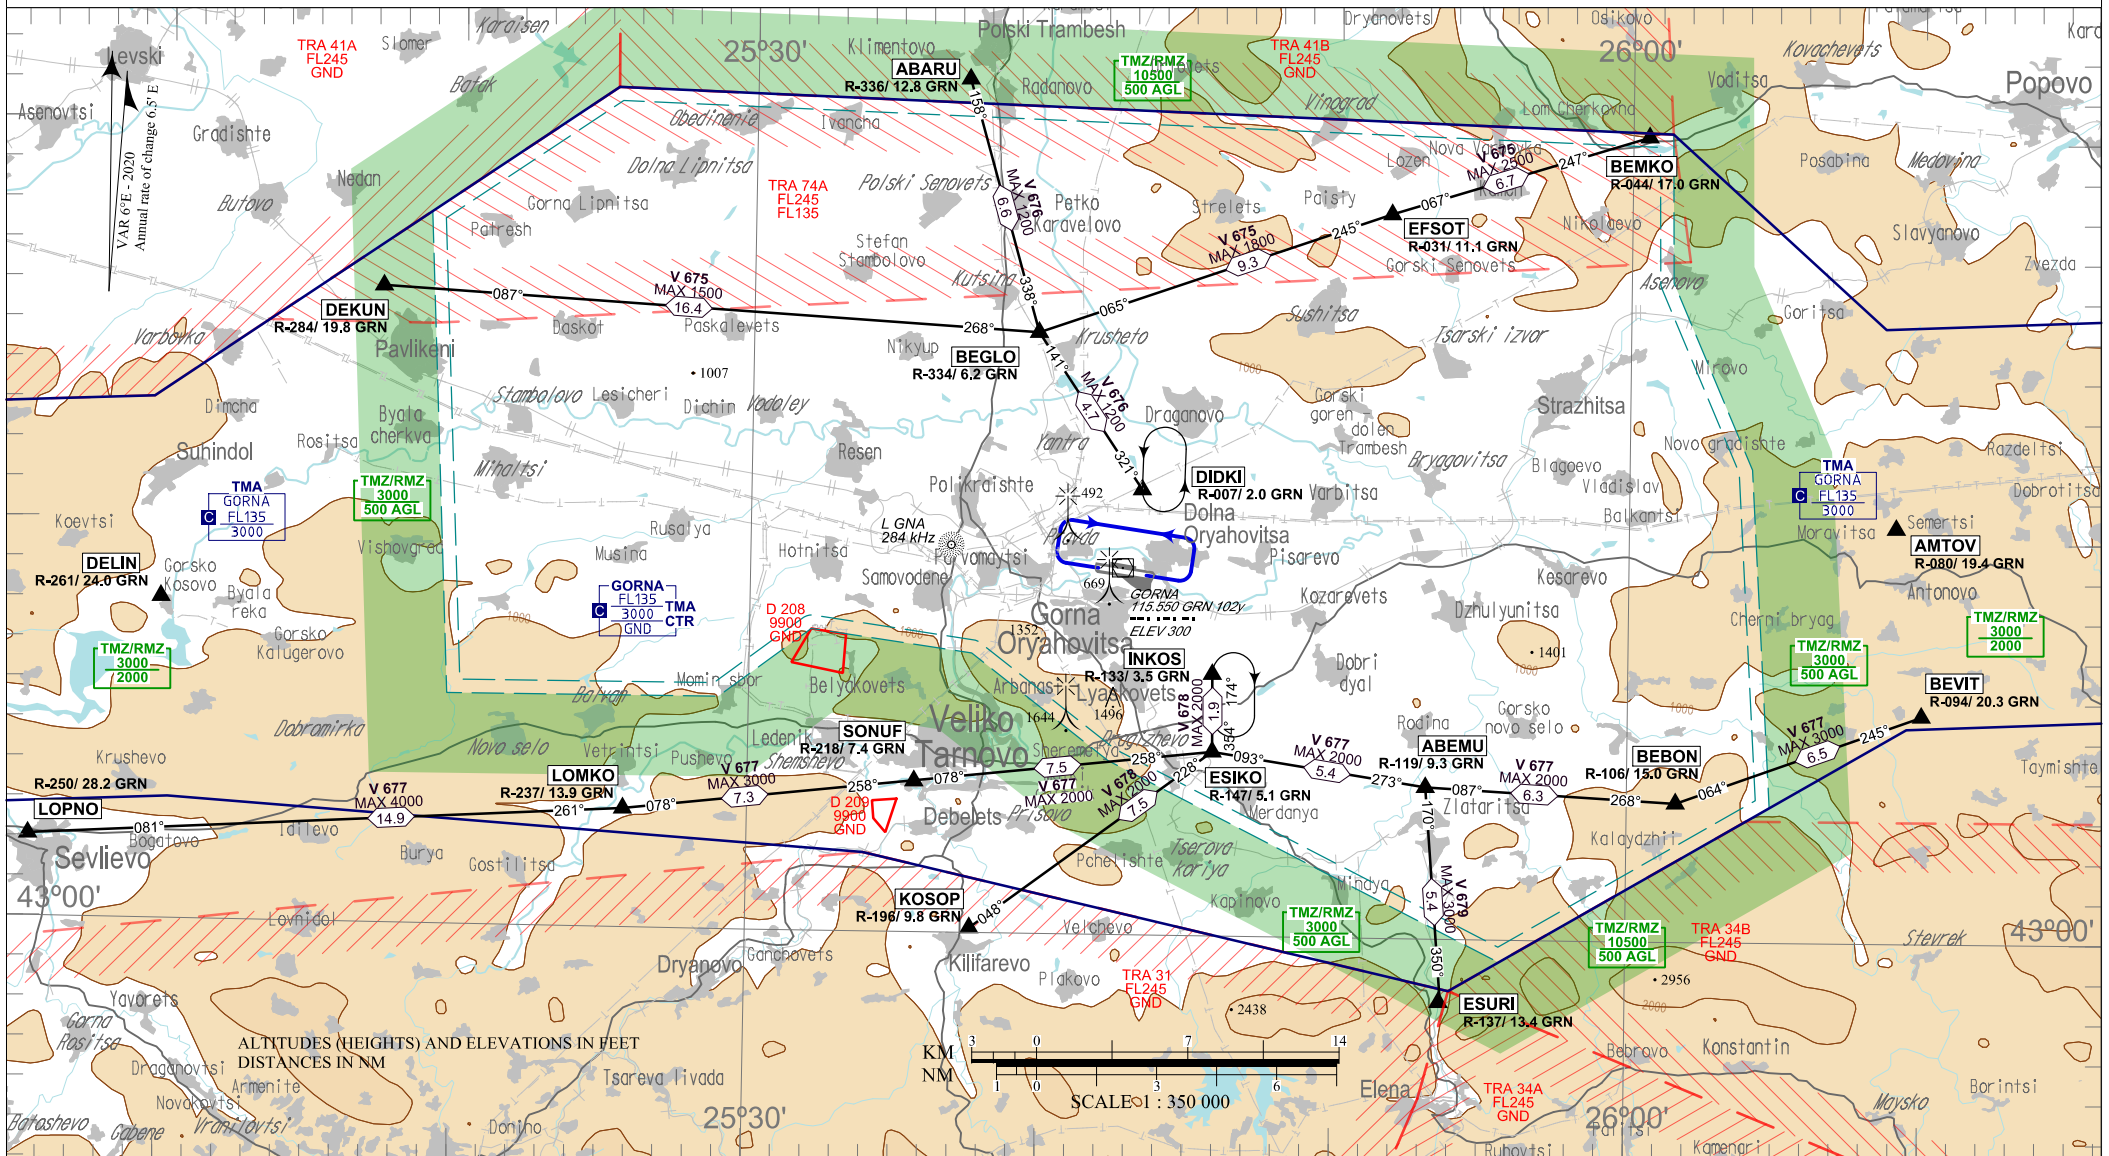 Karaisen
Polski Trambesh
Dryanovets
Osikovo
Levski
TRA 41A
FL245
GND
Slomer
25°30'
Klimentovo
TRA 41B
FL245
GND
26°00'
Kovachevets
ABARU
R-336/ 12.8 GRN
Radanovo
TMZ/RMZ
10500
500 AGL
Voditsa
Popovo
Batak
Asenovtsi
Gradishte
VAR 6°E - 2020
Annual rate of change 6.5' E
Obedinenie
Ivancha
158°
Vinograd
Lom Cherkovna
Nedan
Dolna Lipnitsa
TRA 74A
FL245
FL135
Polski Senovets
V 676
MAX 1200
6.6
Petko
Karavelovo
Strelets
Paisiy
Lozen
V 675
MAX 2500
6.7
247°
067°
BEMKO
R-044/ 17.0 GRN
Posabina
Medovina
Butovo
Gorna Lipnitsa
Patresh
Stefan
Stambolovo
V 675
MAX 1800
9.3
245°
EFSOT
R-031/ 11.1 GRN
Gorski Senovets
Nikolaevo
Slavyanovo
Zvezda
Kutsina
338°
065°
Asenovo
Goritsa
087°
V 675
MAX 1500
16.4
268°
DEKUN
R-284/ 19.8 GRN
Varbovka
Pavlikeni
Daskot
Paskalevets
Nikyup
BEGLO
R-334/ 6.2 GRN
Krusheto
141°
Sushitsa
Tsarski izvor
1000
Mirovo
1007
Dimcha
Byala
cherkva
Stambolovo
Lesicheri
Dichin
Vodoley
V 676
MAX 1200
4.7
Draganovo
Gorski
goren -
dolen
Trambesh
Strazhitsa
Suhindol
Rositsa
Mihaltsi
Resen
Yantra
321°
Bryagovitsa
Blagoevo
Novo gradishte
Razdeltsi
TMA
GORNA
FL135
3000
C
TMZ/RMZ
3000
500 AGL
Polikraishte
492
DIDKI
R-007/ 2.0 GRN
Varbitsa
Vladislav
Balkantsi
TMA
GORNA
FL135
3000
C
Dobrotitsa
Koevtsi
Vishovgrad
Rusalya
L GNA
284 kHz
Dolna
Oryahovitsa
Moravitsa
Semertsi
DELIN
R-261/ 24.0 GRN
Gorsko
Kosovo
Musina
Hotnitsa
Parvomaytsi
Pravda
Pisarevo
AMTOV
R-080/ 19.4 GRN
Byala
reka
GORNA
FL135
3000
GND
TMA
CTR
C
Samovodene
669
GORNA
115.550 GRN 102y
ELEV 300
Kozarevets
Kesarevo
Dzhulyunitsa
Antonovo
Gorsko
Kalugerovo
1000
D 208
9900
GND
1000
1352
Gorna
Oryahovitsa
Cherni bryag
TMZ/RMZ
3000
2000
TMZ/RMZ
3000
2000
TMZ/RMZ
3000
500 AGL
INKOS
R-133/ 3.5 GRN
Dobri
dyal
1401
1000
Momin sbor
Balvan
Belyakovets
Arbanasi
Lyaskovets
1496
1644
V 678
MAX 2000
1.9
174°
354°
BEVIT
R-094/ 20.3 GRN
1000
Dobromirka
Veliko
Tarnovo
Rodina
Gorsko
novo selo
Krushevo
Novo selo
Vetrintsi
Pushevo
Ledenik
Shemshevo
SONUF
R-218/ 7.4 GRN
Sheremetya
Dragizhevo
ABEMU
R-119/ 9.3 GRN
BEBON
R-106/ 15.0 GRN
V 677
MAX 3000
6.5
245°
Taymishte
R-250/ 28.2 GRN
LOPNO
V 677
MAX 4000
14.9
LOMKO
R-237/ 13.9 GRN
V 677
MAX 3000
7.3
258°
078°
7.5
V 677
MAX 2000
258°
228°
ESIKO
R-147/ 5.1 GRN
093°
V 677
MAX 2000
5.4
273°
087°
V 677
MAX 2000
6.3
268°
064°
081°
261°
078°
D 209
9900
GND
Debelets
Prisovo
V 678
MAX 2000
7.5
Merdanya
Zlataritsa
170°
Bogatovo
Idilevo
Sevlievo
Burya
Gostilitsa
Pchelishte
Tserova
koriya
Kalaydzhii
43°00'
Lovnidol
KOSOP
R-196/ 9.8 GRN
048°
Velchevo
Kapinovo
Mindya
V 679
MAX 3000
5.4
TMZ/RMZ
3000
500 AGL
TMZ/RMZ
10500
500 AGL
TRA 34B
FL245
GND
Stevrek
43°00'
Dryanovo
Ganchovets
Kilifarevo
Plakovo
TRA 31
FL245
GND
350°
2956
2000
Yavorets
Gorna
Rositsa
2438
ESURI
R-137/ 13.4 GRN
ALTITUDES (HEIGHTS) AND ELEVATIONS IN FEET
DISTANCES IN NM
KM 3 0 7 14
NM 1 0 3 6
SCALE 1 : 350 000
Bebrovo
Konstantin
Draganovtsi
Armenite
Novakovtsi
Tsareva livada
Elena
TRA 34A
FL245
GND
Borintsi
Batoshevo
Gabene
Vranilovtsi
25°30'
Donino
26°00'
Maysko
Rubovtsi
Kamenari